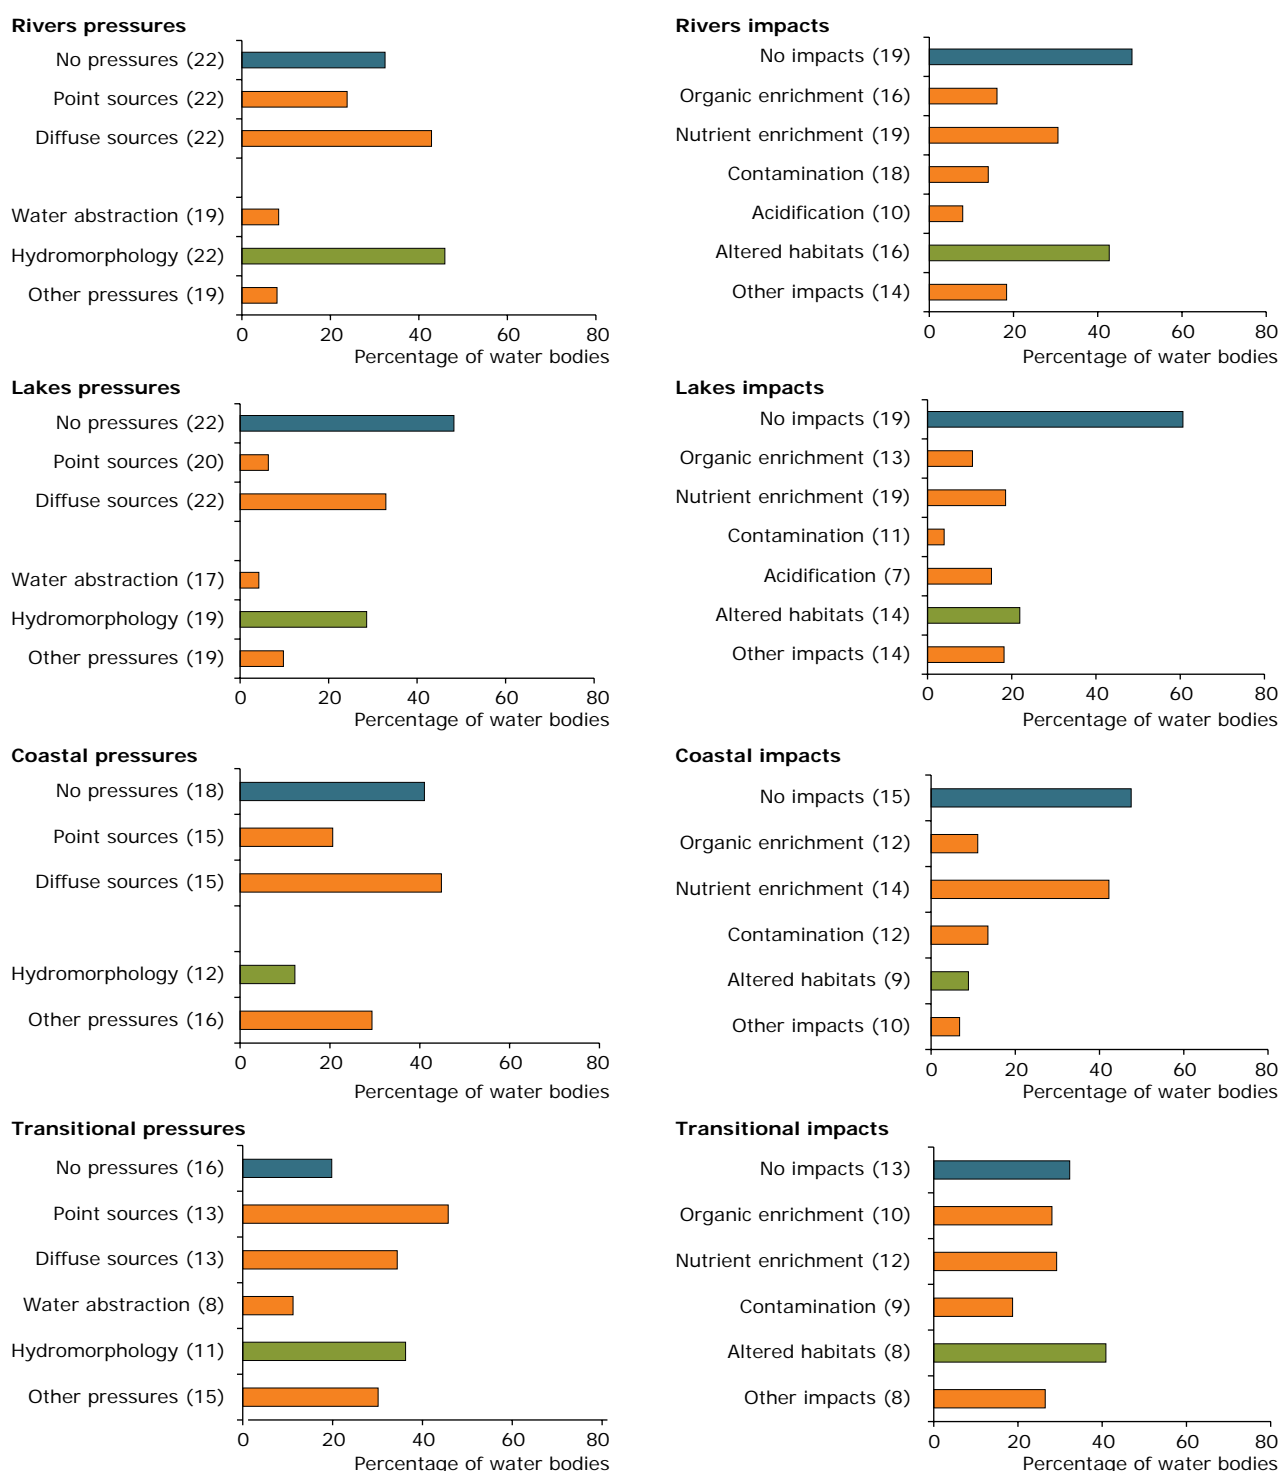 Rivers pressures
No pressures (22)
Point sources (22)
Diffuse sources (22)
Water abstraction (19)
Hydromorphology (22)
Other pressures (19)
0 20 40 60 80
Percentage of water bodies
Rivers impacts
No impacts (19)
Organic enrichment (16)
Nutrient enrichment (19)
Contamination (18)
Acidification (10)
Altered habitats (16)
Other impacts (14)
0 20 40 60 80
Percentage of water bodies
Lakes pressures
No pressures (22)
Point sources (20)
Diffuse sources (22)
Water abstraction (17)
Hydromorphology (19)
Other pressures (19)
0 20 40 60 80
Percentage of water bodies
Lakes impacts
No impacts (19)
Organic enrichment (13)
Nutrient enrichment (19)
Contamination (11)
Acidification (7)
Altered habitats (14)
Other impacts (14)
0 20 40 60 80
Percentage of water bodies
Coastal pressures
No pressures (18)
Point sources (15)
Diffuse sources (15)
Hydromorphology (12)
Other pressures (16)
0 20 40 60 80
Percentage of water bodies
Coastal impacts
No impacts (15)
Organic enrichment (12)
Nutrient enrichment (14)
Contamination (12)
Altered habitats (9)
Other impacts (10)
0 20 40 60 80
Percentage of water bodies
Transitional pressures
No pressures (16)
Point sources (13)
Diffuse sources (13)
Water abstraction (8)
Hydromorphology (11)
Other pressures (15)
0 20 40 60 80
Percentage of water bodies
Transitional impacts
No impacts (13)
Organic enrichment (10)
Nutrient enrichment (12)
Contamination (9)
Altered habitats (8)
Other impacts (8)
0 20 40 60 80
Percentage of water bodies